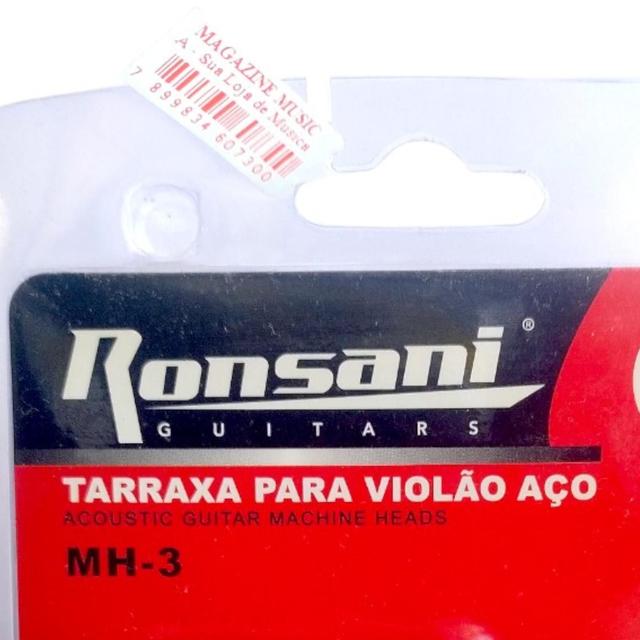 MAGAZINE MUSIC
A - Sua Loja de Musica
7 899834 607300
Ronsani®
GUITARS
TARRAXA PARA VIOLÃO AÇO
ACOUSTIC GUITAR MACHINE HEADS
MH-3